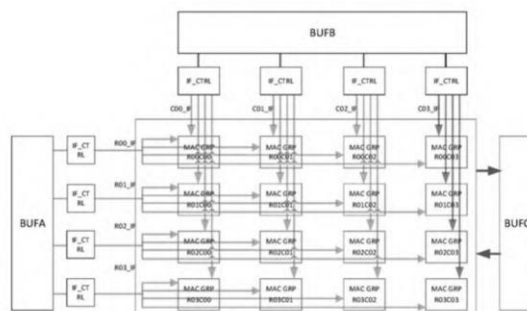 BUFB
IF_CTRL IF_CTRL IF_CTRL IF_CTRL
C00_IF C01_IF C02_IF C03_IF
IF_CT
RL
R00_IF
MAC GRP MAC GRP MAC GRP MAC GRP
R00C00 R00C01 R00C02 R00C03
IF_CT
RL
R01_IF
MAC GRP MAC GRP MAC GRP MAC GRP
R01C00 R01C01 R01C02 R01C03
BUFA
BUFC
IF_CT
RL
R02_IF
MAC GRP MAC GRP MAC GRP MAC GRP
R02C00 R02C01 R02C02 R02C03
IF_CT
RL
R03_IF
MAC GRP MAC GRP MAC GRP MAC GRP
R03C00 R03C01 R03C02 R03C03